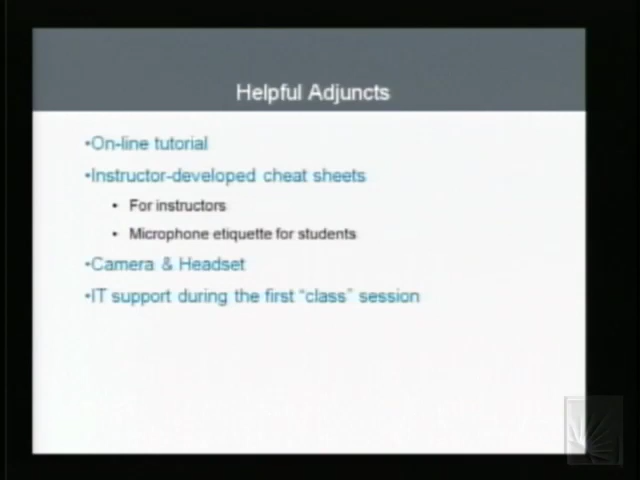 Helpful Adjuncts
•On-line tutorial
•Instructor-developed cheat sheets
• For instructors
• Microphone etiquette for students
•Camera & Headset
•IT support during the first “class” session